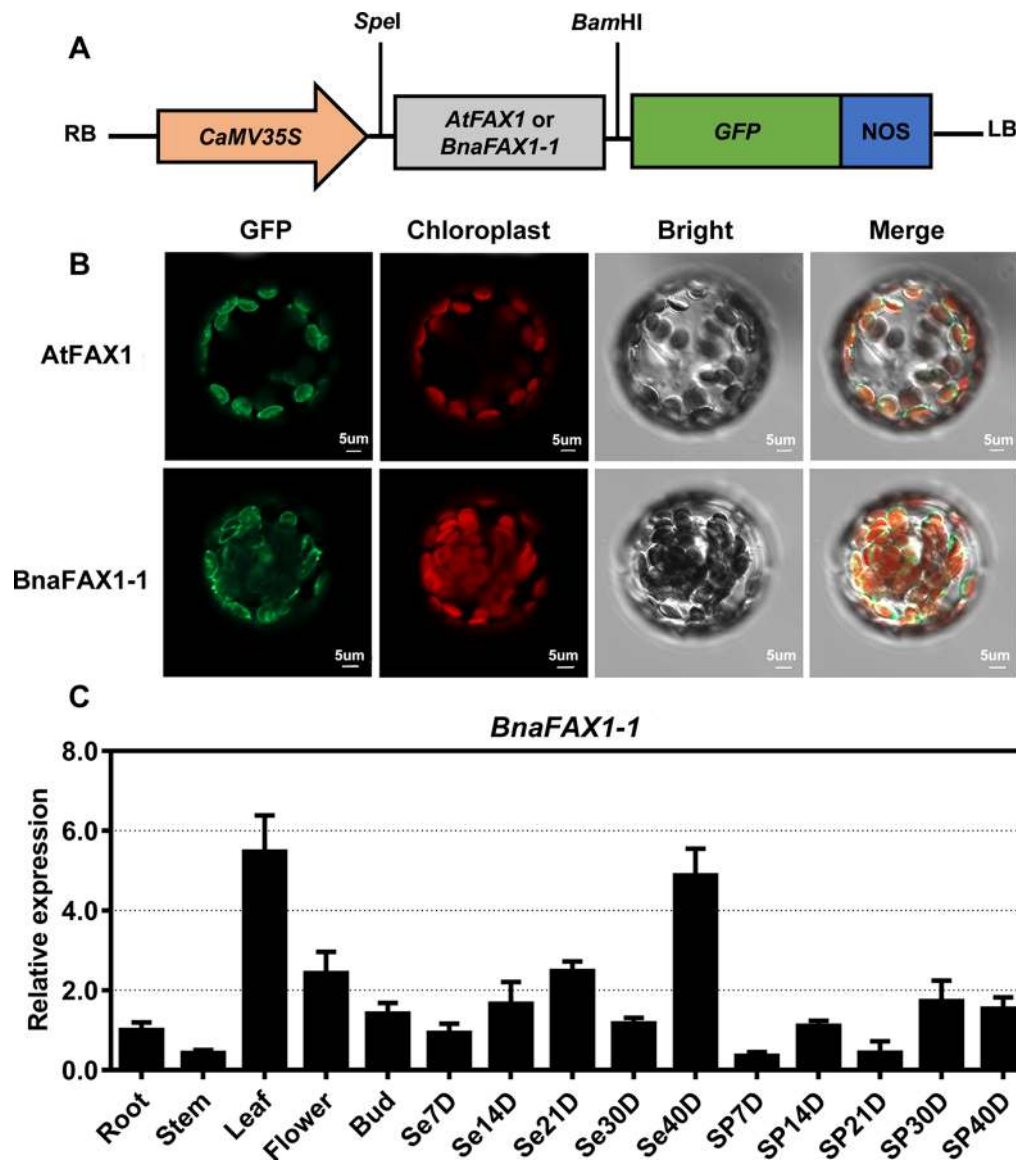 A
SpeI
BamHI
RB
CaMV35S
AtFAX1 or
BnaFAX1-1
GFP
NOS
LB
GFP
Chloroplast
Bright
Merge
B
AtFAX1
5um
5um
5um
5um
BnaFAX1-1
5um
5um
5um
5um
C
BnaFAX1-1
Relative expression
8.0
6.0
4.0
2.0
0.0
Root
Stem
Leaf
Flower
Bud
Se7D
Se14D
Se21D
Se30D
Se40D
SP7D
SP14D
SP21D
SP30D
SP40D